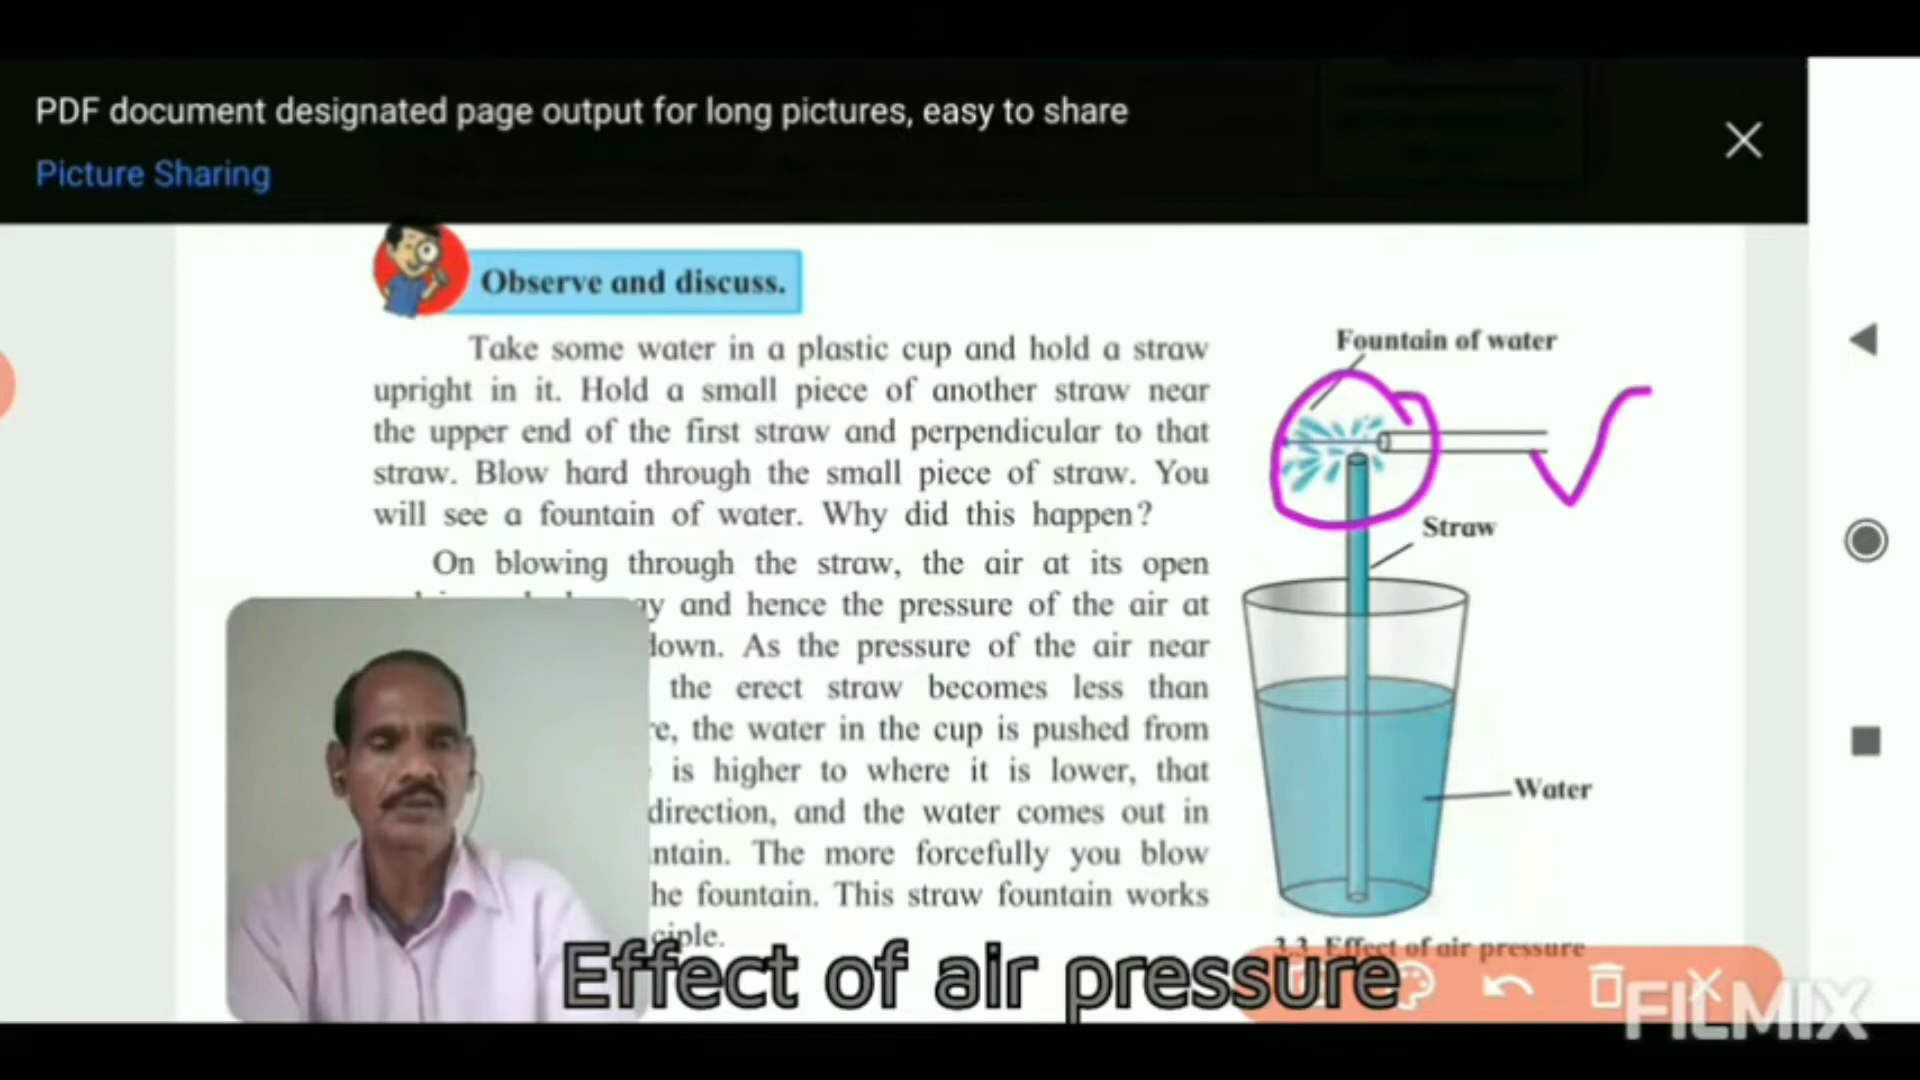 PDF document designated page output for long pictures, easy to share
Picture Sharing
Observe and discuss.
Take some water in a plastic cup and hold a straw
upright in it. Hold a small piece of another straw near
the upper end of the first straw and perpendicular to that
straw. Blow hard through the small piece of straw. You
will see a fountain of water. Why did this happen?
On blowing through the straw, the air at its open
and hence the pressure of the air at
down. As the pressure of the air near
the erect straw becomes less than
the water in the cup is pushed from
is higher to where it is lower, that
direction, and the water comes out in
The more forcefully you blow
the fountain. This straw fountain works
Fountain of water
Straw
Water
3.3 Effect of air pressure
Effect of air pressure
FILMIX